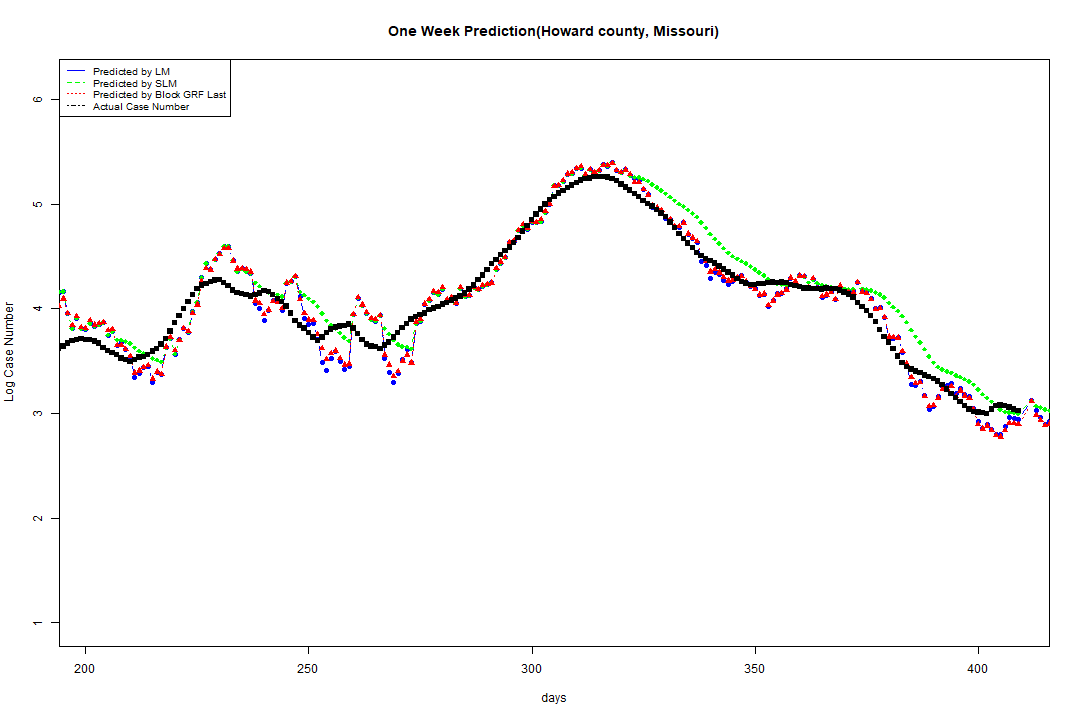 One Week Prediction(Howard county, Missouri)
Predicted by LM
Predicted by SLM
Predicted by Block GRF Last
Actual Case Number
6
5
4
3
2
1
Log Case Number
200
250
300
350
400
days